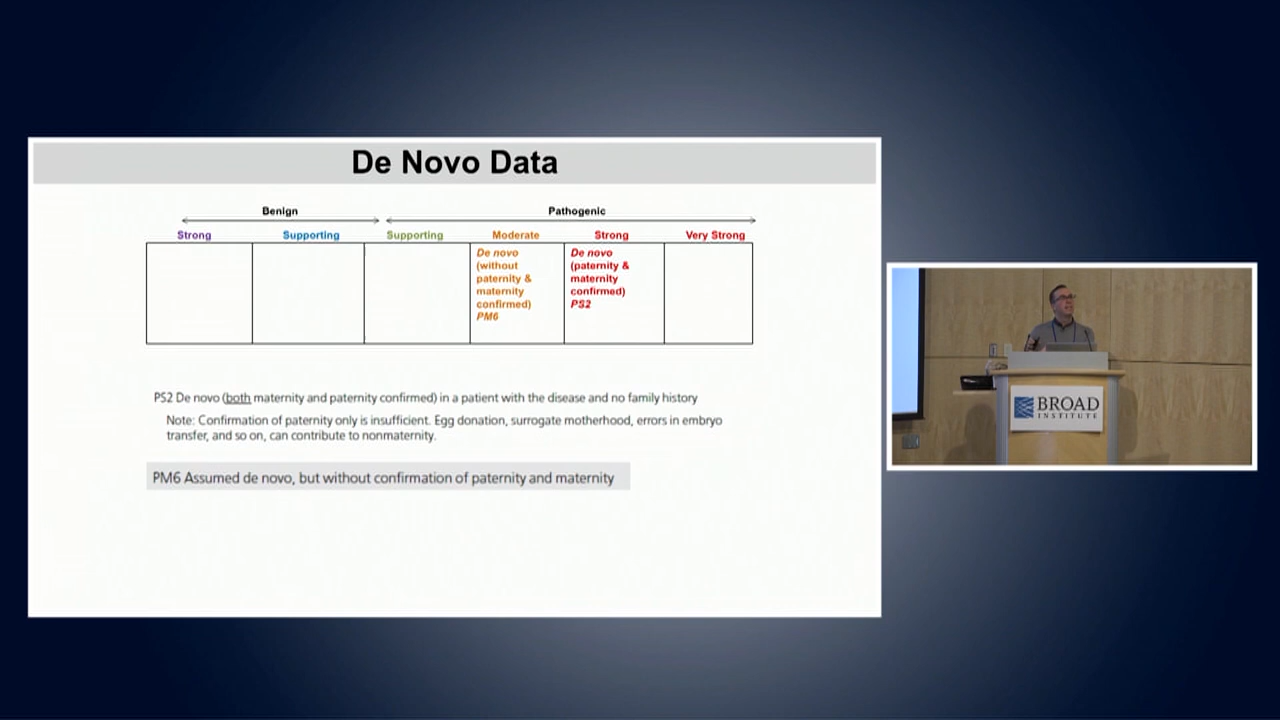 De Novo Data
Benign
Pathogenic
Strong
Supporting
Supporting
Moderate
Strong
Very Strong
De novo
(without
paternity &
maternity
confirmed)
PM6
De novo
(paternity &
maternity
confirmed)
PS2
PS2 De novo (both maternity and paternity confirmed) in a patient with the disease and no family history
Note: Confirmation of paternity only is insufficient. Egg donation, surrogate motherhood, errors in embryo
transfer, and so on, can contribute to nonmaternity.
PM6 Assumed de novo, but without confirmation of paternity and maternity
BROAD
INSTITUTE